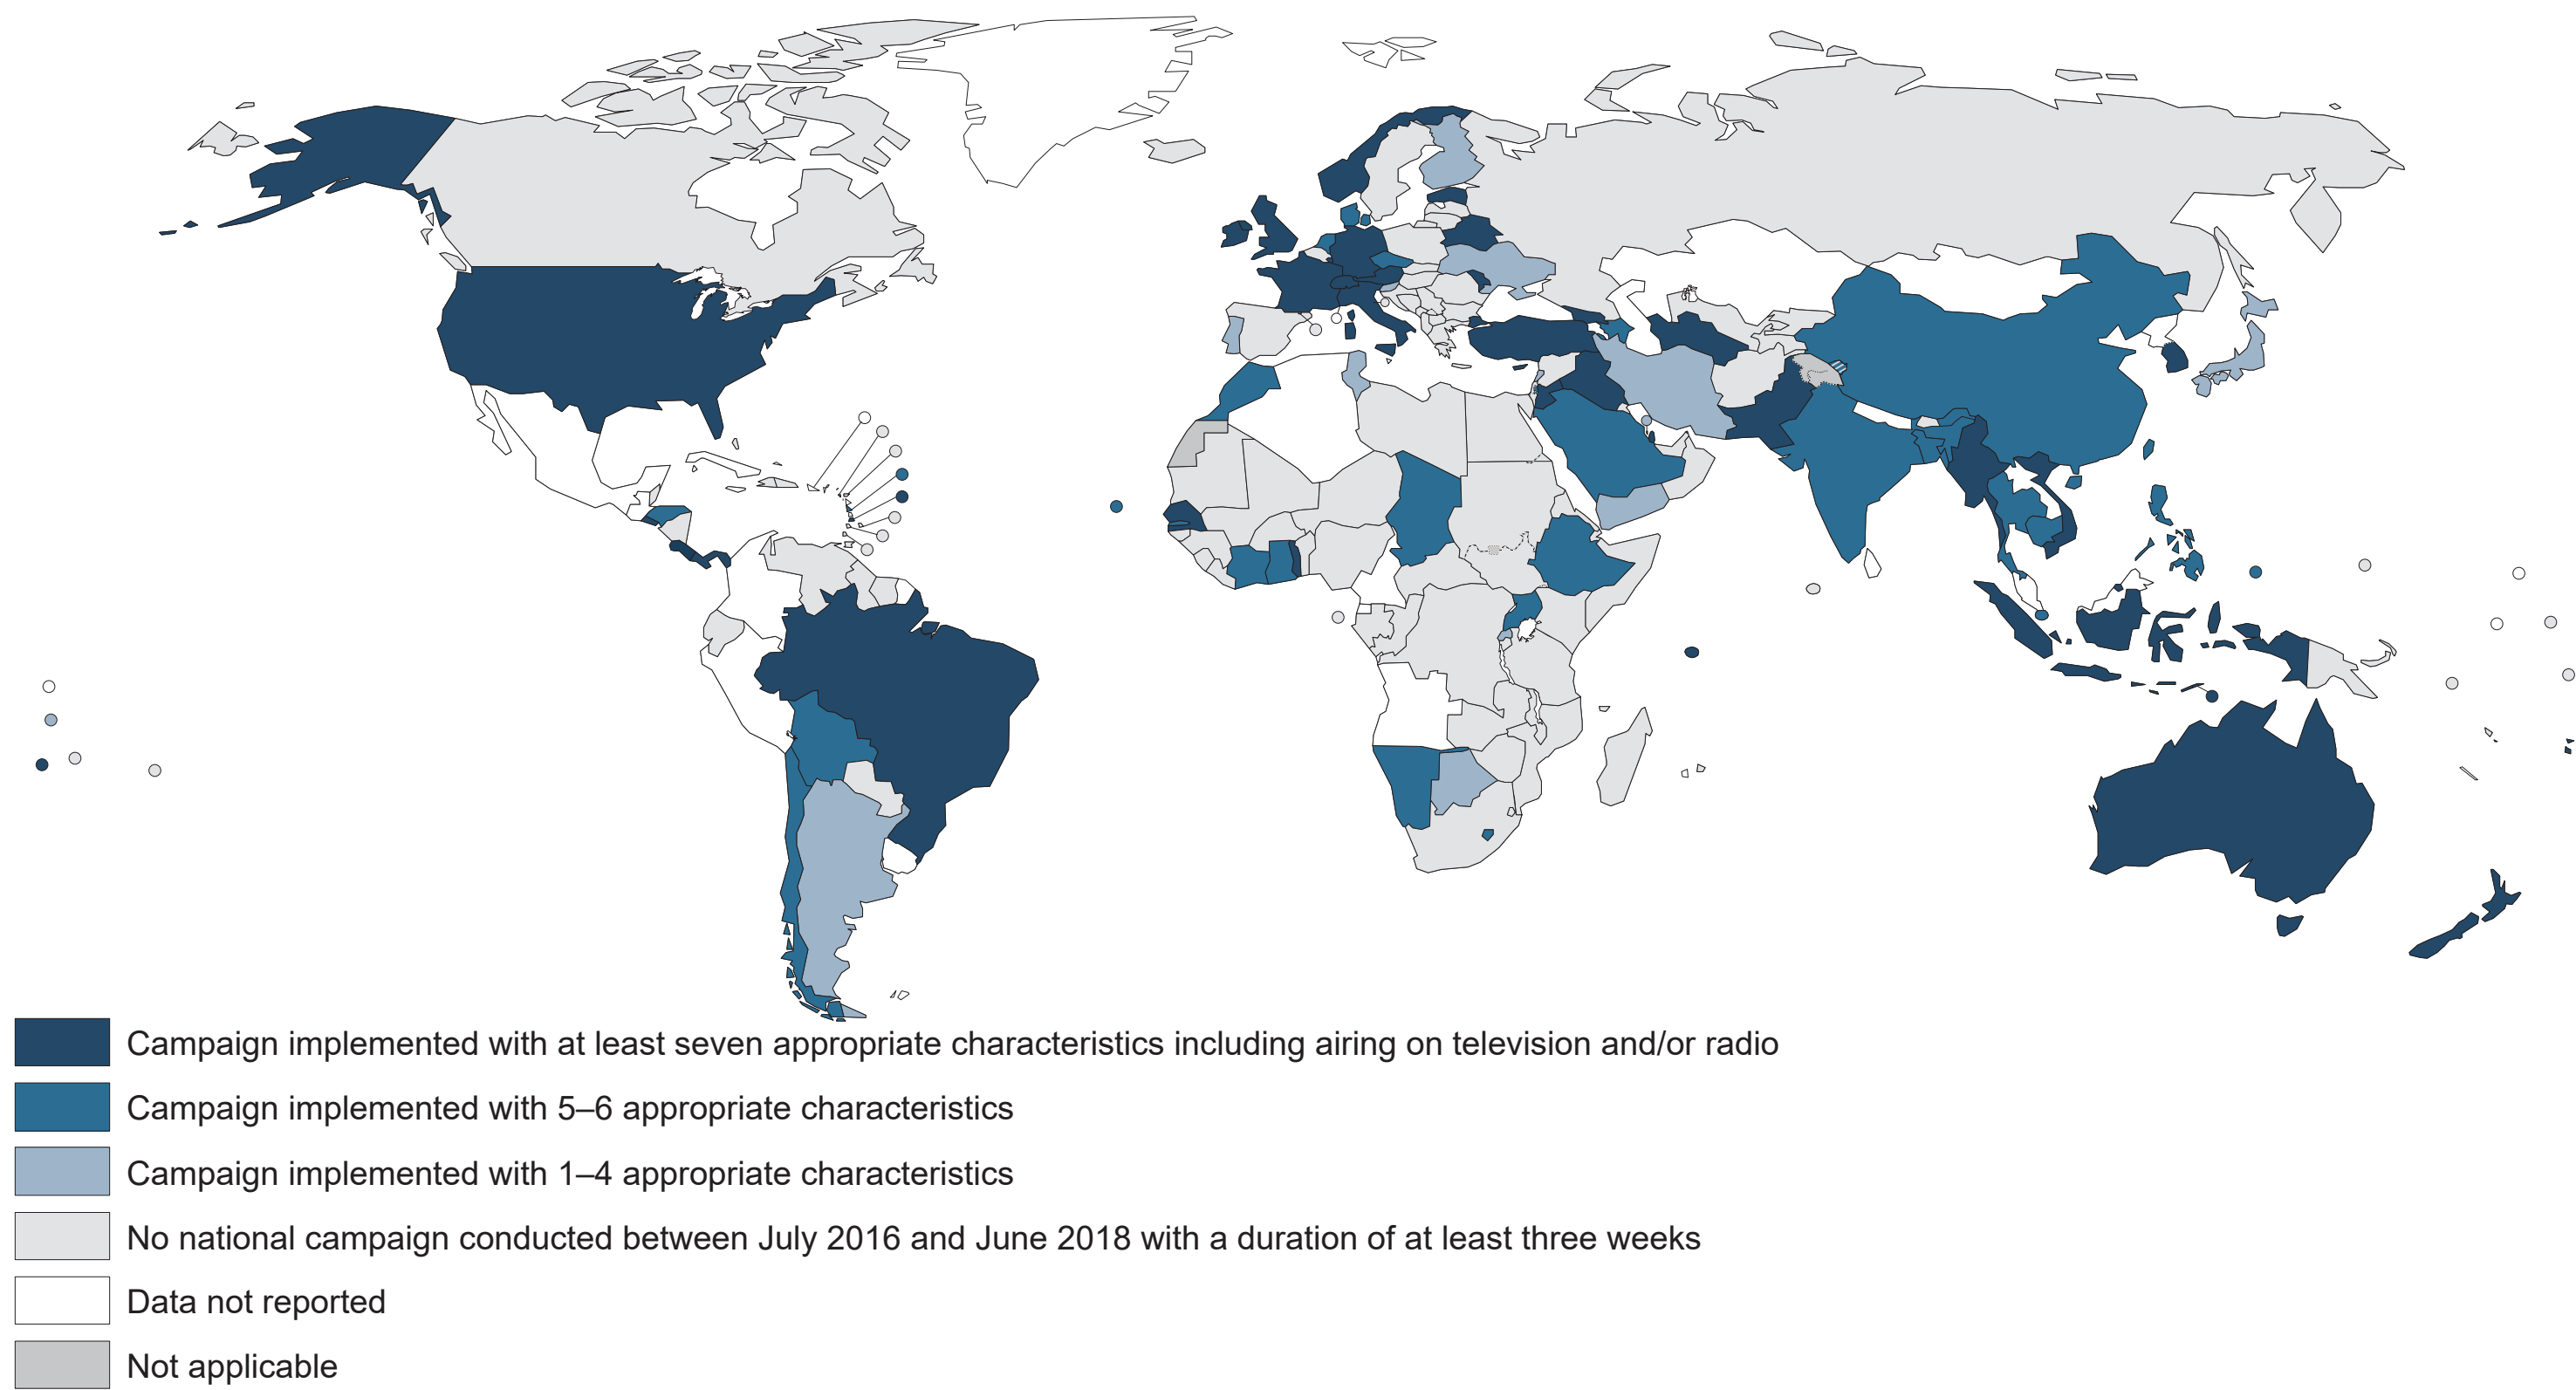 Campaign implemented with at least seven appropriate characteristics including airing on television and/or radio
Campaign implemented with 5–6 appropriate characteristics
Campaign implemented with 1–4 appropriate characteristics
No national campaign conducted between July 2016 and June 2018 with a duration of at least three weeks
Data not reported
Not applicable